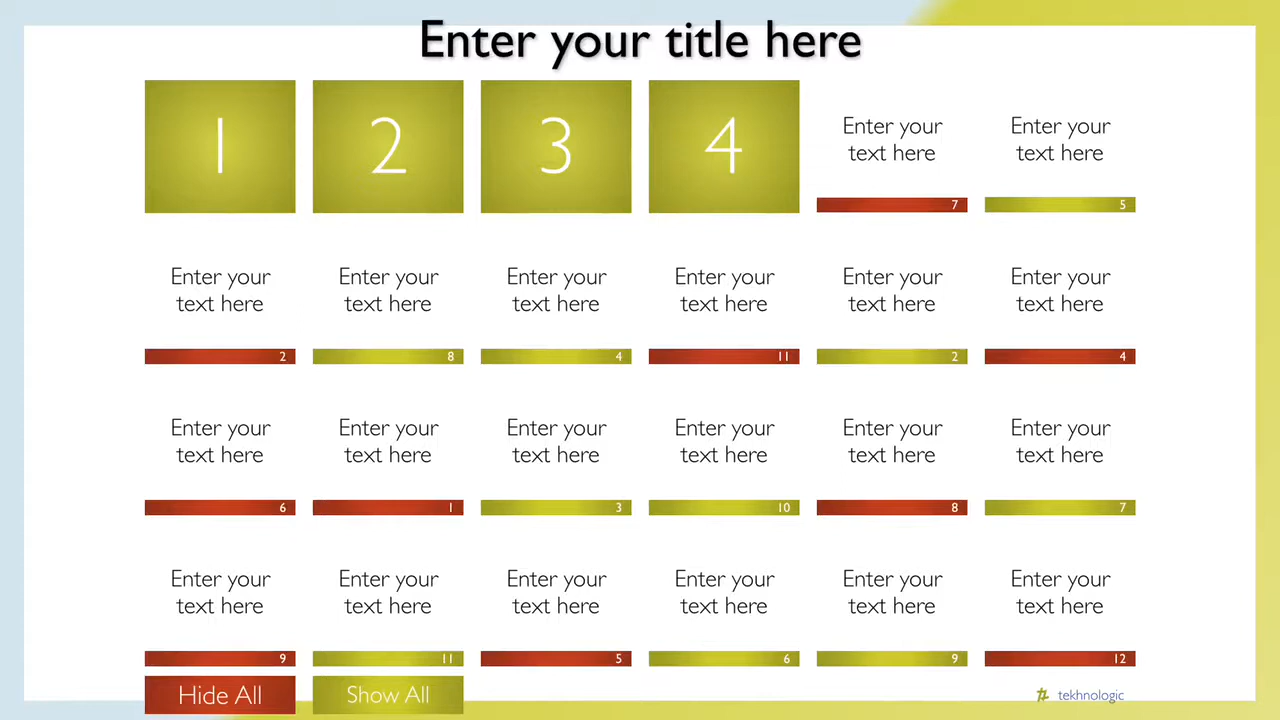 Enter your title here
1 2 3 4 Enter your Enter your
text here text here
7 5
Enter your Enter your Enter your Enter your Enter your Enter your
text here text here text here text here text here text here
2 8 4 11 2 4
Enter your Enter your Enter your Enter your Enter your Enter your
text here text here text here text here text here text here
6 1 3 10 8 7
Enter your Enter your Enter your Enter your Enter your Enter your
text here text here text here text here text here text here
9 11 5 6 9 12
Hide All Show All tekhnologic